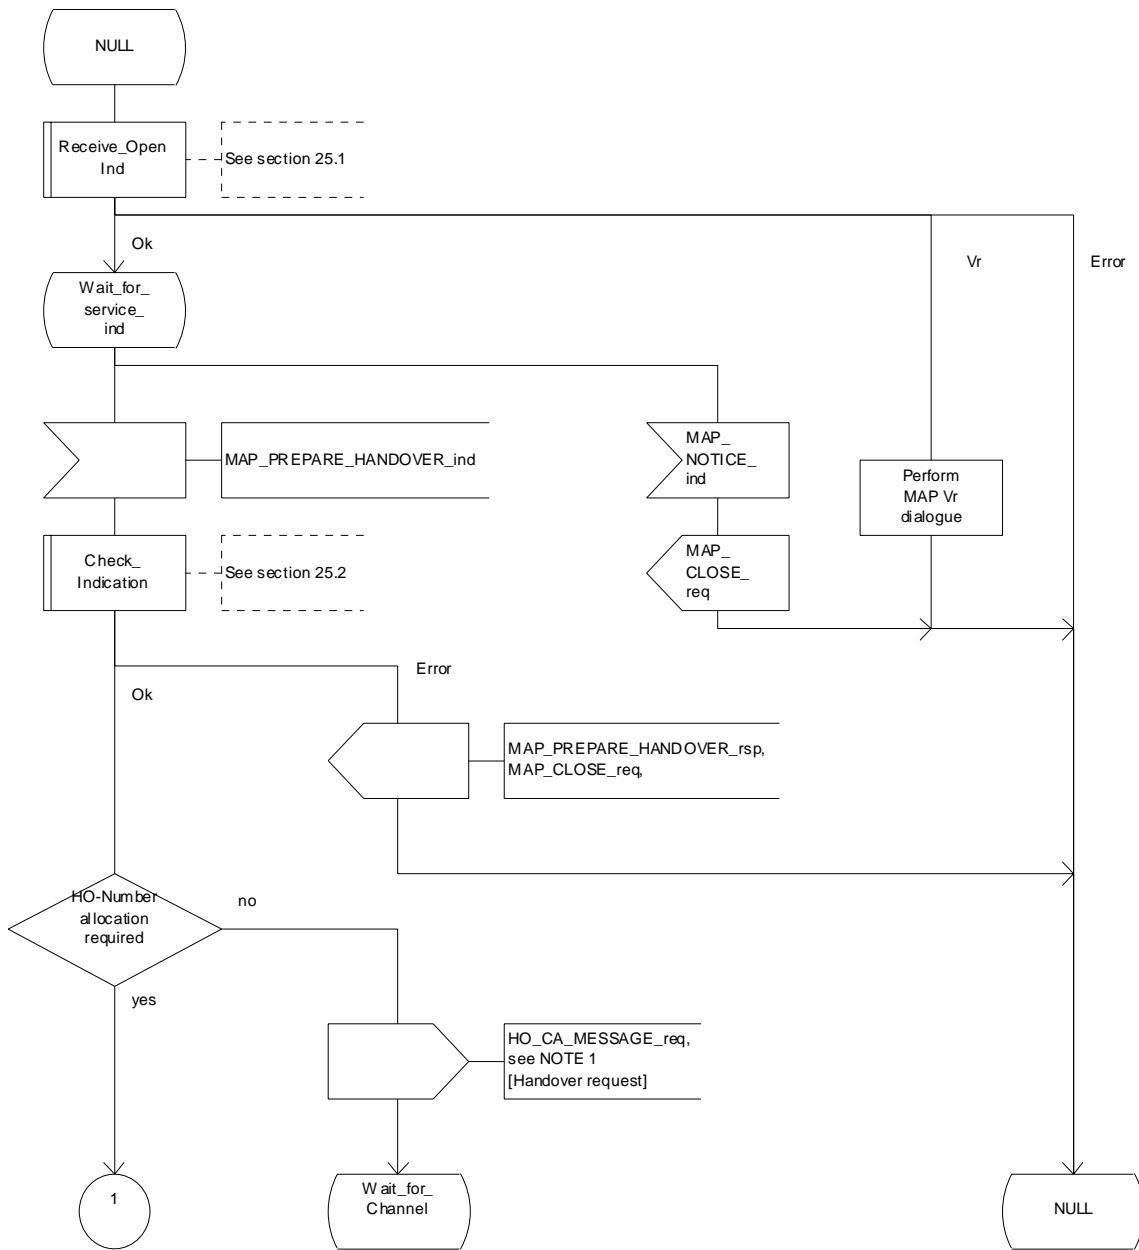 NULL
Receive_Open
Ind
See section 25.1
Ok
Vr
Error
Wait_for_
service_
ind
MAP_PREPARE_HANDOVER_ind
MAP_
NOTICE_
ind
Perform
MAP Vr
dialogue
Check_
Indication
See section 25.2
MAP_
CLOSE_
req
Error
Ok
MAP_PREPARE_HANDOVER_rsp,
MAP_CLOSE_req,
HO-Number
allocation
required
no
yes
HO_CA_MESSAGE_req,
see NOTE 1
[Handover request]
1
Wait_for_
Channel
NULL